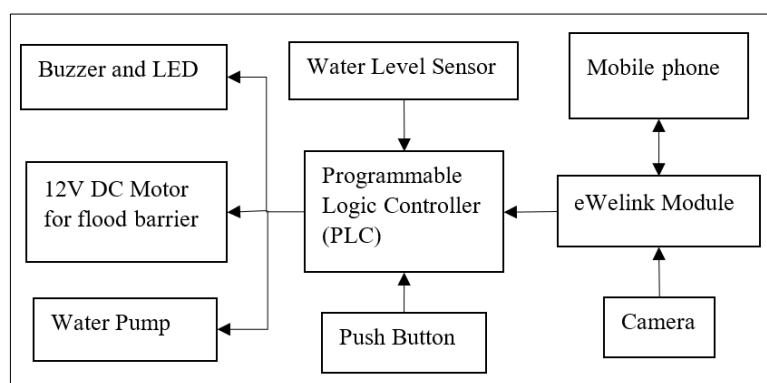 Buzzer and LED
Water Level Sensor
Mobile phone
12V DC Motor
for flood barrier
Programmable
Logic Controller
(PLC)
eWelink Module
Water Pump
Push Button
Camera